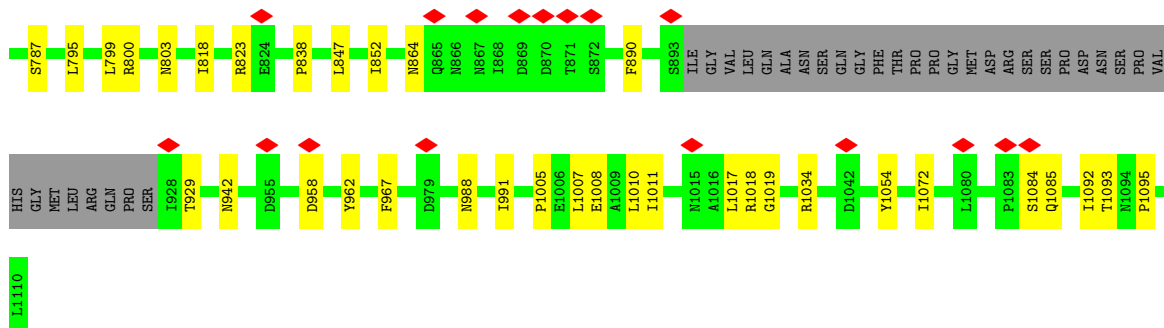 S787 L795 L799 R800 N803 I818 R823 E824 P838 L847 I852 N864 Q865 N866 N867 I868 D869 D870 T871 S872 F890 S893 ILE GLY VAL LEU GLN ALA ASN SER GLN GLY PHE THR PRO PRO GLY MET ASP ARG SER SER PRO ASP ASN SER PRO VAL
HIS GLY MET LEU ARG GLN PRO SER I928 T929 N942 D955 D958 Y962 F967 D979 N988 I991 P1005 E1006 L1007 E1008 A1009 L1010 I1011 N1015 A1016 L1017 R1018 G1019 R1034 D1042 Y1054 I1072 L1080 P1083 S1084 Q1085 I1092 T1093 N1094 P1095
L1110